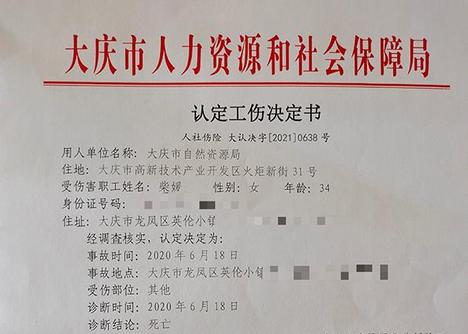 大庆市人力资源和社会保障局
认定工伤决定书
人社伤险 大认决字[2021]0638 号
用人单位名称：大庆市自然资源局
住地：大庆市高新技术产业开发区火炬新街 31 号
受伤害职工姓名：柴媛 性别：女 年龄：34
身份证号码：
住址：大庆市龙凤区英伦小镇
经调查核实，认定决定为：
事故时间：2020 年 6 月 18 日
事故地点：大庆市龙凤区英伦小镇
受伤部位：其他
诊断时间：2020 年 6 月 18 日
诊断结论：死亡